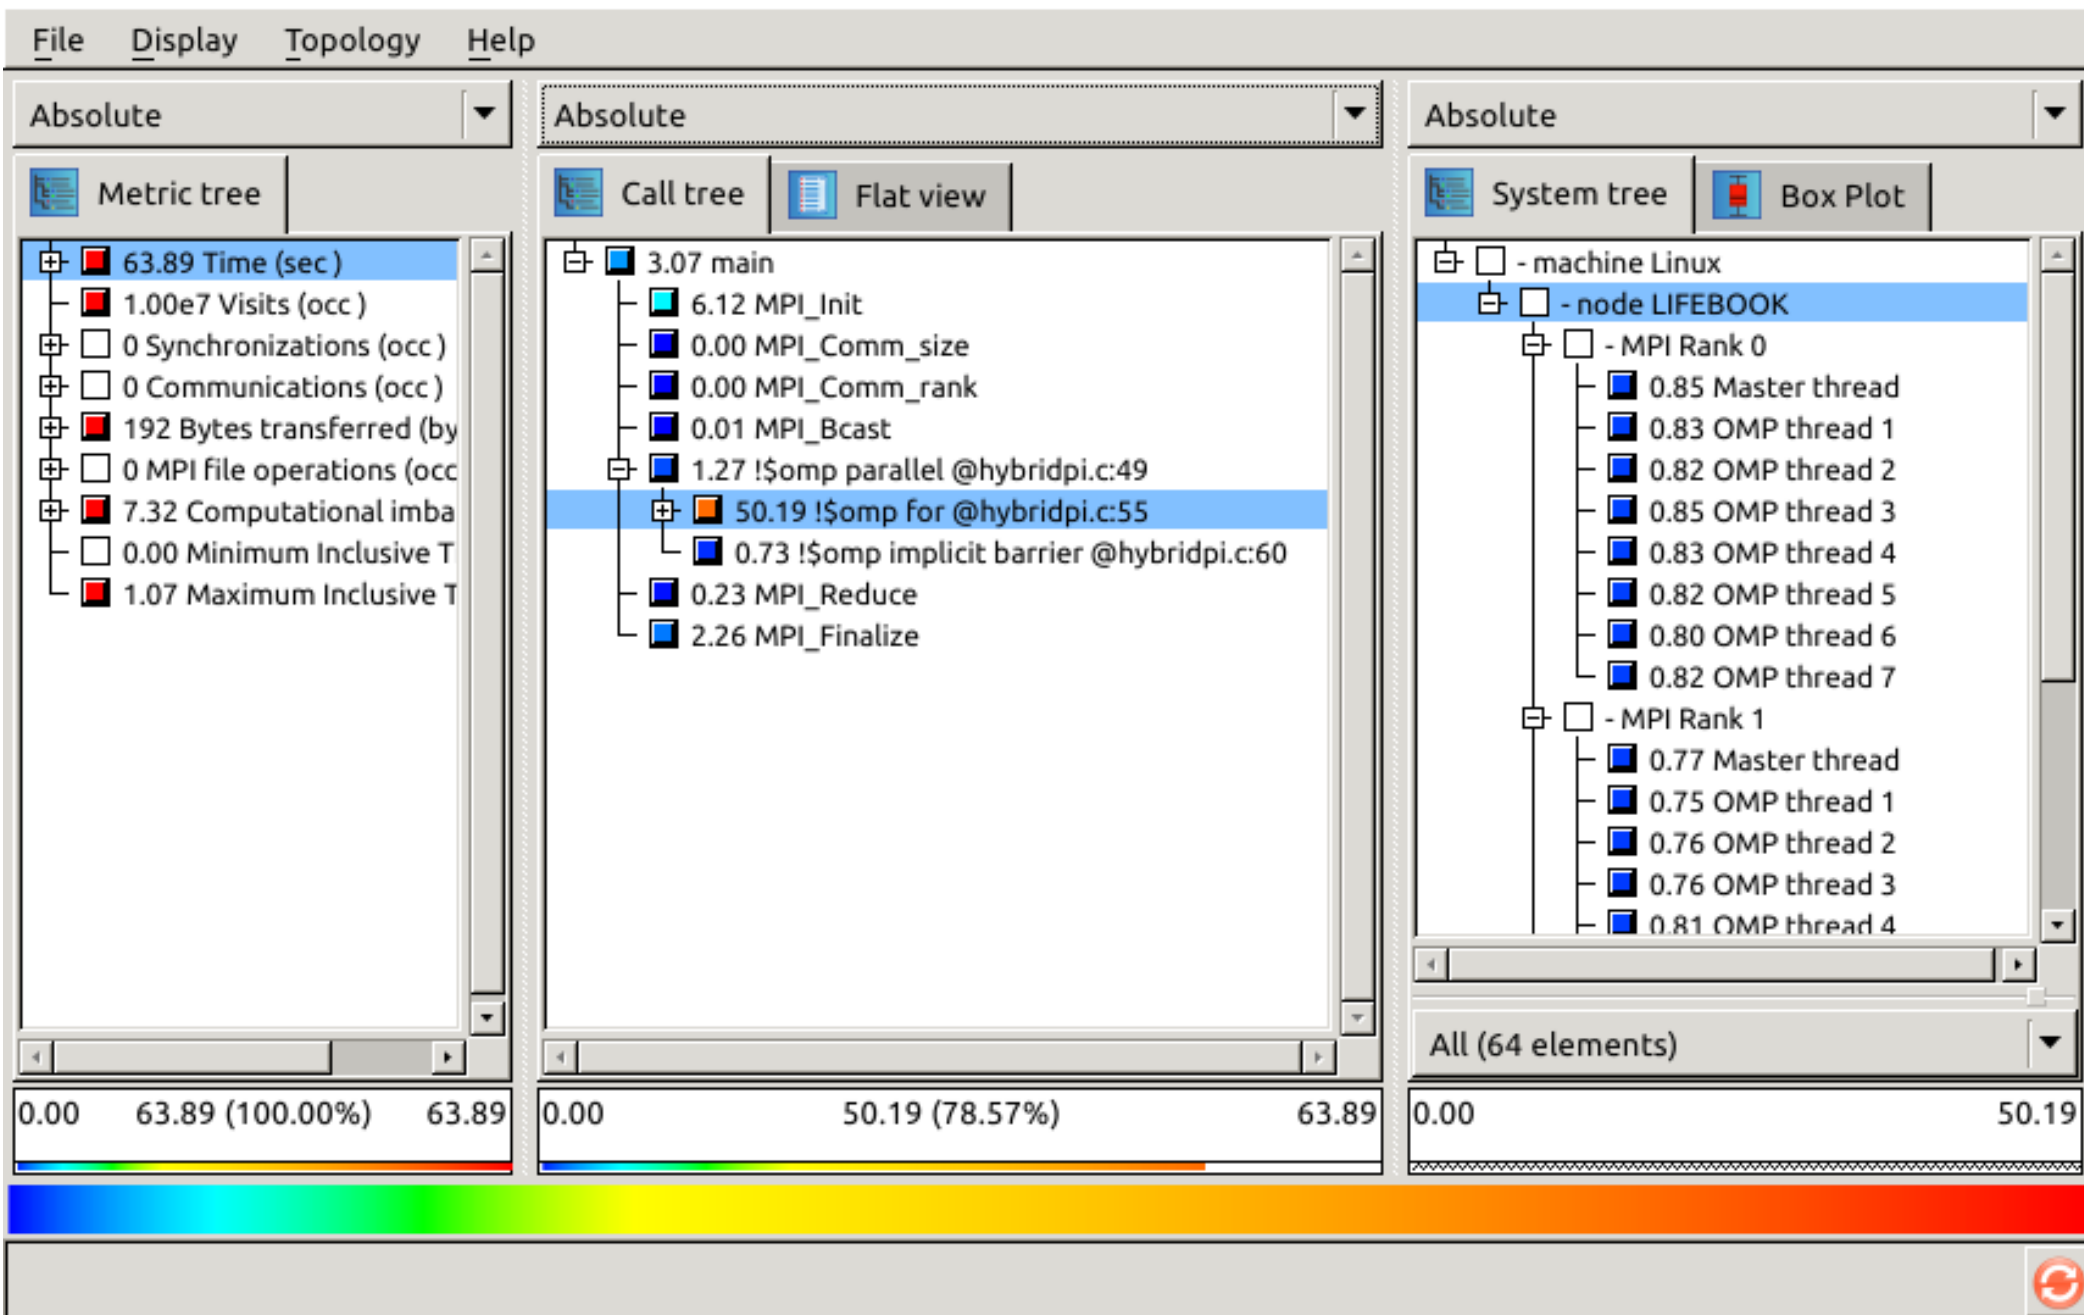 File Display Topology Help
Absolute
Metric tree
63.89 Time (sec )
1.00e7 Visits (occ )
0 Synchronizations (occ )
0 Communications (occ )
192 Bytes transferred (by
0 MPI file operations (occ
7.32 Computational imba
0.00 Minimum Inclusive T
1.07 Maximum Inclusive T
0.00 63.89 (100.00%) 63.89
Absolute
Call tree Flat view
3.07 main
6.12 MPI_Init
0.00 MPI_Comm_size
0.00 MPI_Comm_rank
0.01 MPI_Bcast
1.27 !$omp parallel @hybridpi.c:49
50.19 !$omp for @hybridpi.c:55
0.73 !$omp implicit barrier @hybridpi.c:60
0.23 MPI_Reduce
2.26 MPI_Finalize
0.00 50.19 (78.57%) 63.89
Absolute
System tree Box Plot
- machine Linux
- node LIFEBOOK
- MPI Rank 0
0.85 Master thread
0.83 OMP thread 1
0.82 OMP thread 2
0.85 OMP thread 3
0.83 OMP thread 4
0.82 OMP thread 5
0.80 OMP thread 6
0.82 OMP thread 7
- MPI Rank 1
0.77 Master thread
0.75 OMP thread 1
0.76 OMP thread 2
0.76 OMP thread 3
0.81 OMP thread 4
All (64 elements)
0.00 50.19